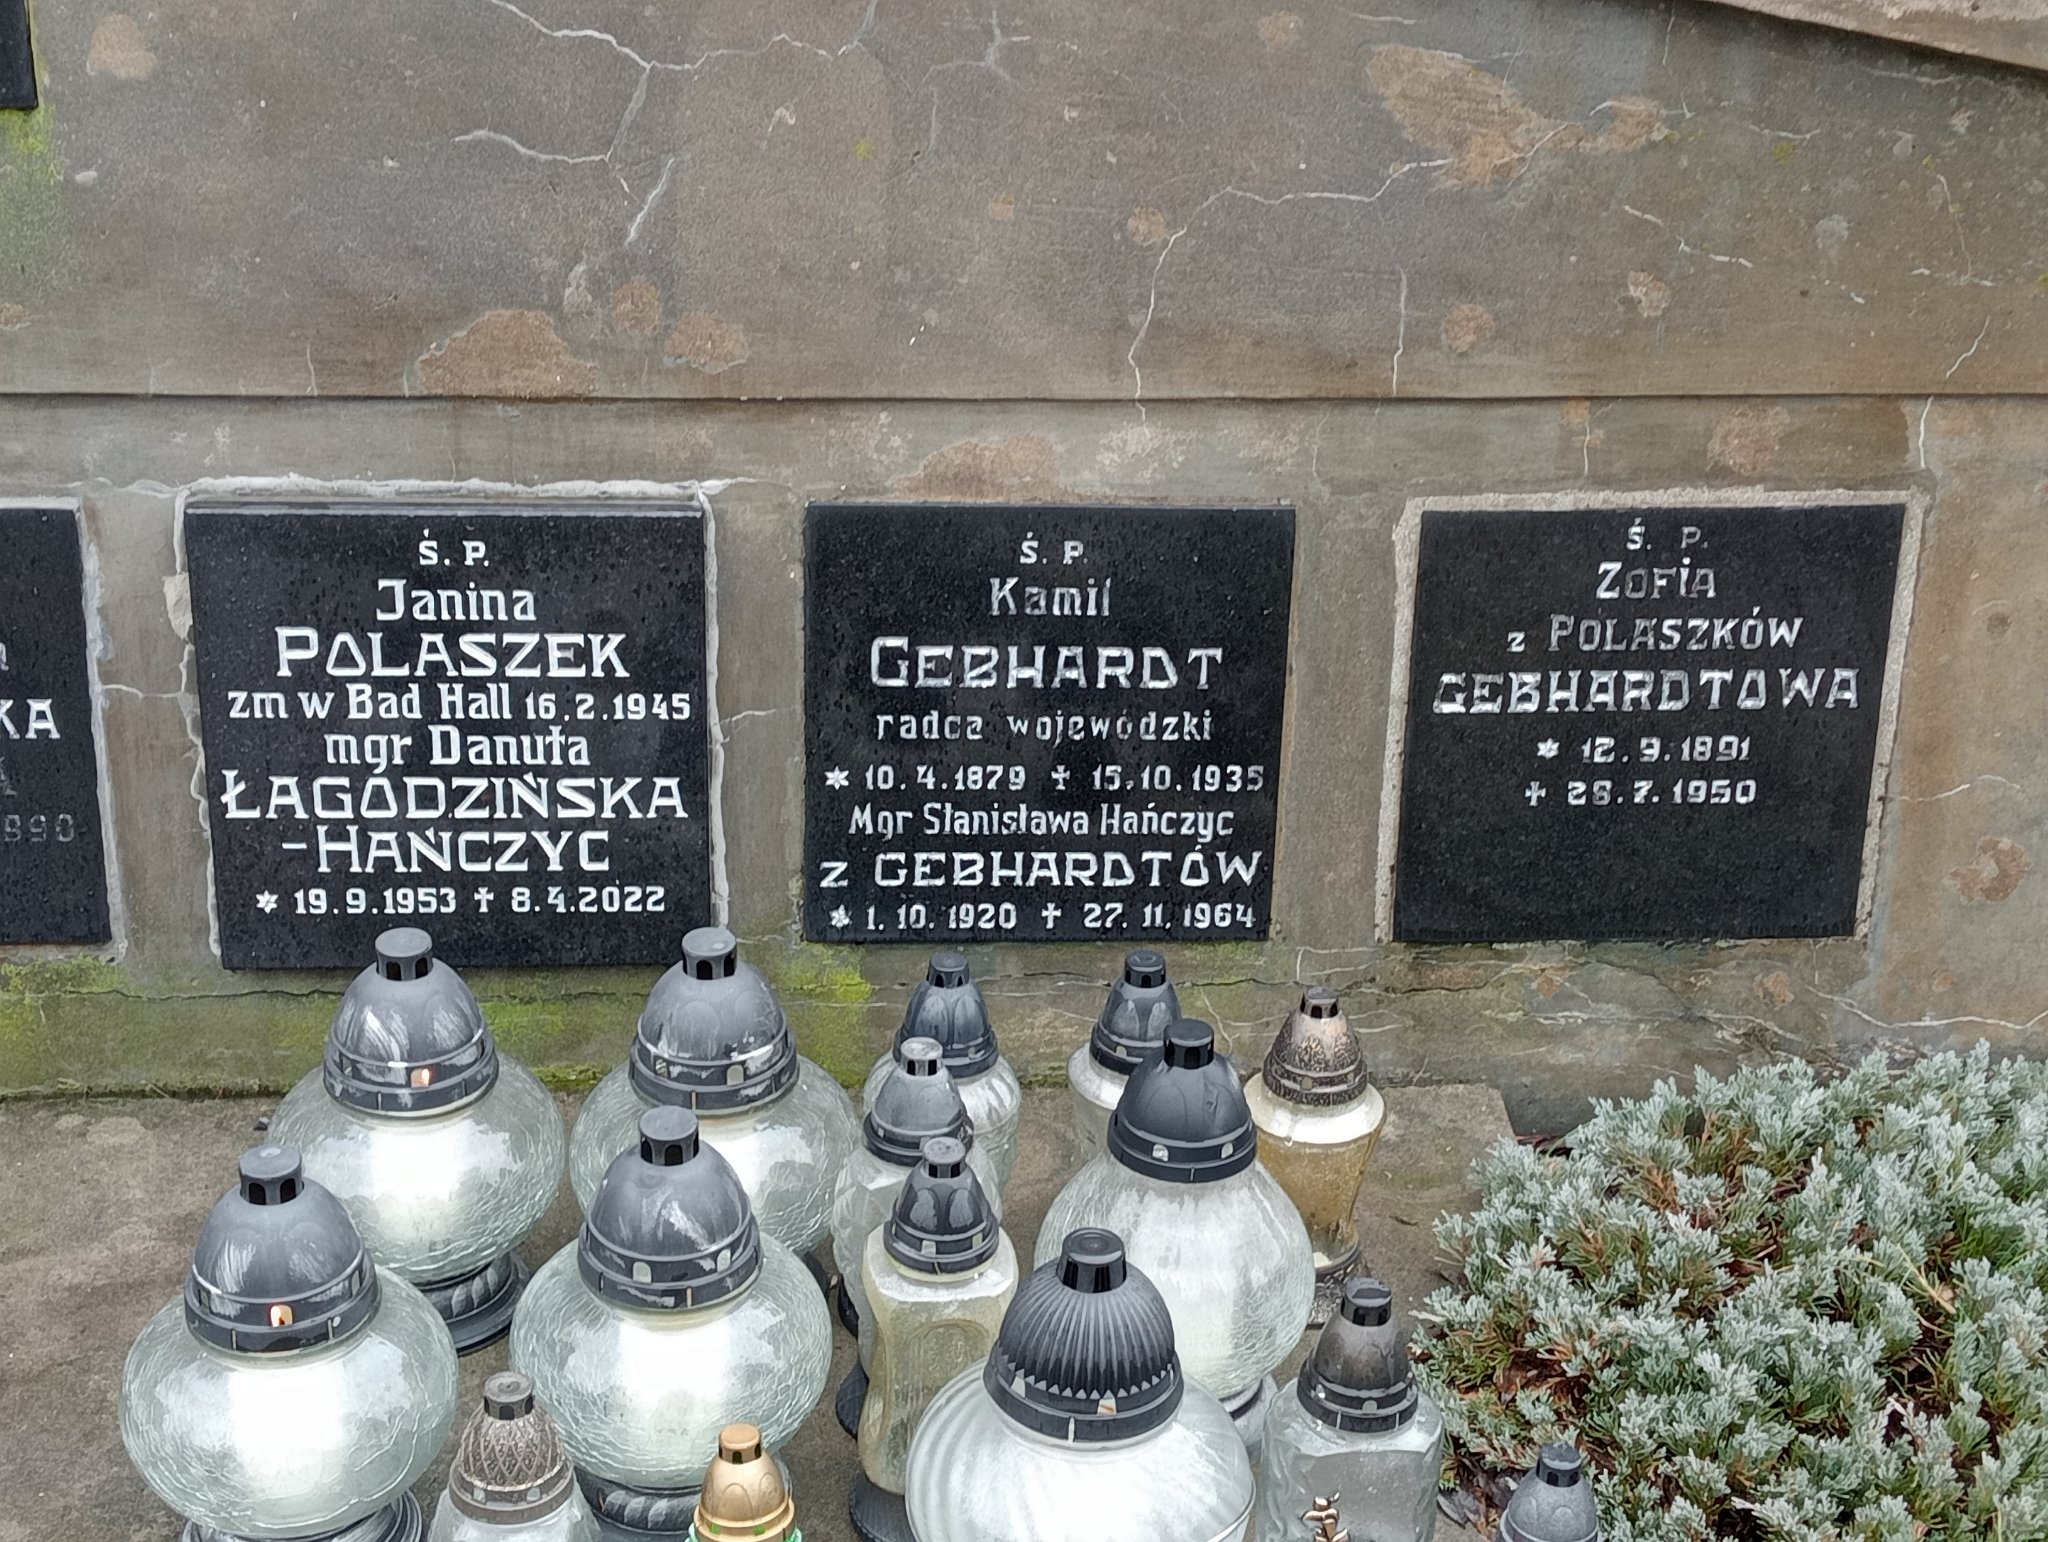 KA
890
Ś. P.
Janina
POLASZEK
zm w Bad Hall 16.2.1945
mgr Danuta
ŁAGODZIŃSKA
-HAŃCZYC
* 19.9.1953 ✝ 8.4.2022
Ś. P.
Kamil
GEBHARDT
radca wojewódzki
* 10.4.1879 ✝ 15.10.1935
Mgr Stanisława Hańczyc
z GEBHARDTÓW
* 1.10.1920 ✝ 27.11.1964
Ś. P.
ZOFIA
z POLASZKÓW
GEBHARDTOWA
* 12.9.1891
✝ 28.7.1950